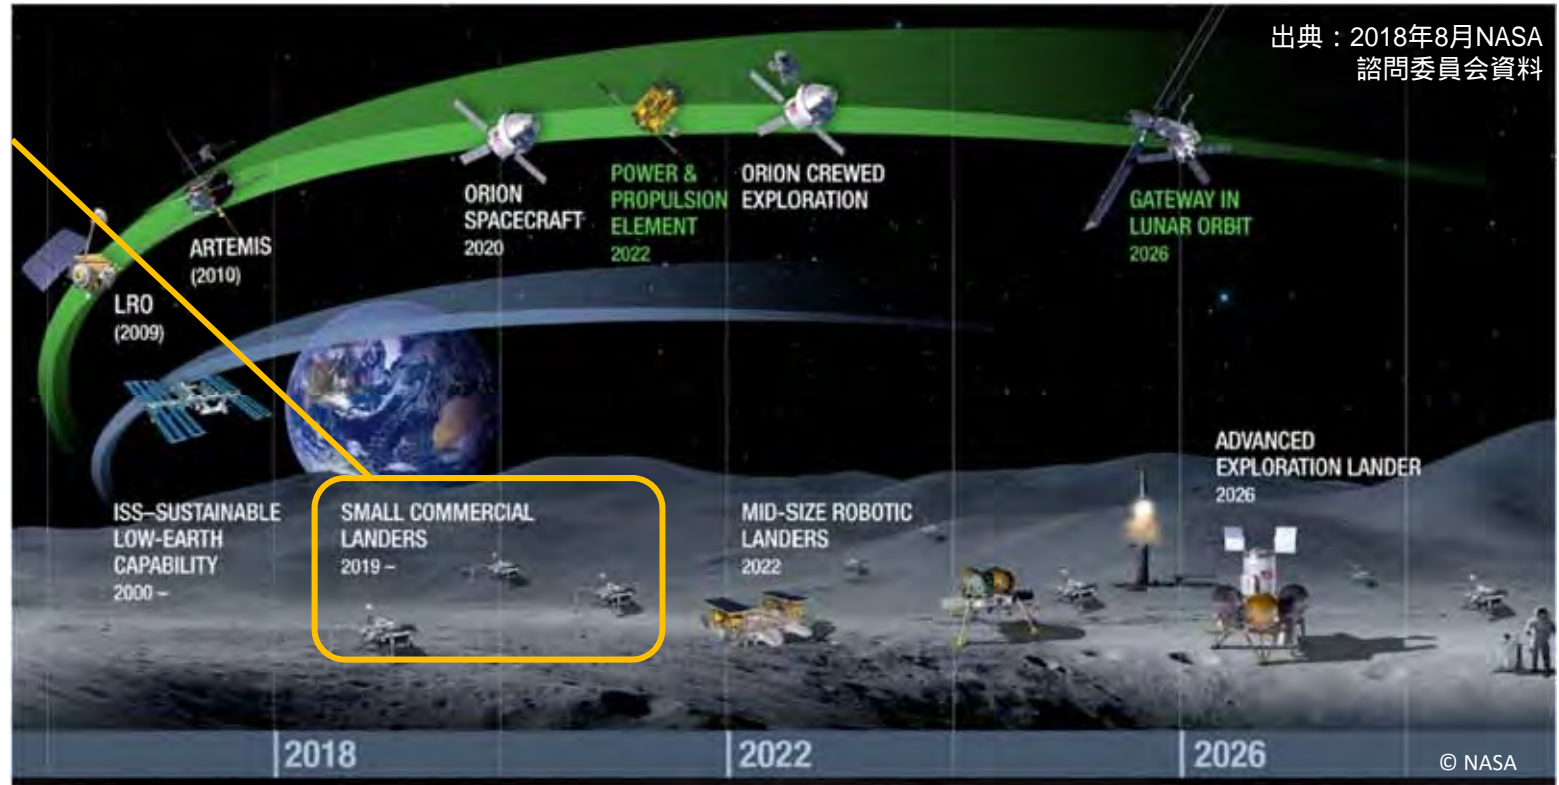 出典：2018年8月NASA
諮問委員会資料
ORION
SPACECRAFT
2020
POWER &
PROPULSION
ELEMENT
2022
ORION CREWED
EXPLORATION
GATEWAY IN
LUNAR ORBIT
2026
ARTEMIS
(2010)
LRO
(2009)
ADVANCED
EXPLORATION LANDER
2026
ISS–SUSTAINABLE
LOW-EARTH
CAPABILITY
2000 –
SMALL COMMERCIAL
LANDERS
2019 –
MID-SIZE ROBOTIC
LANDERS
2022
2018
2022
2026
© NASA